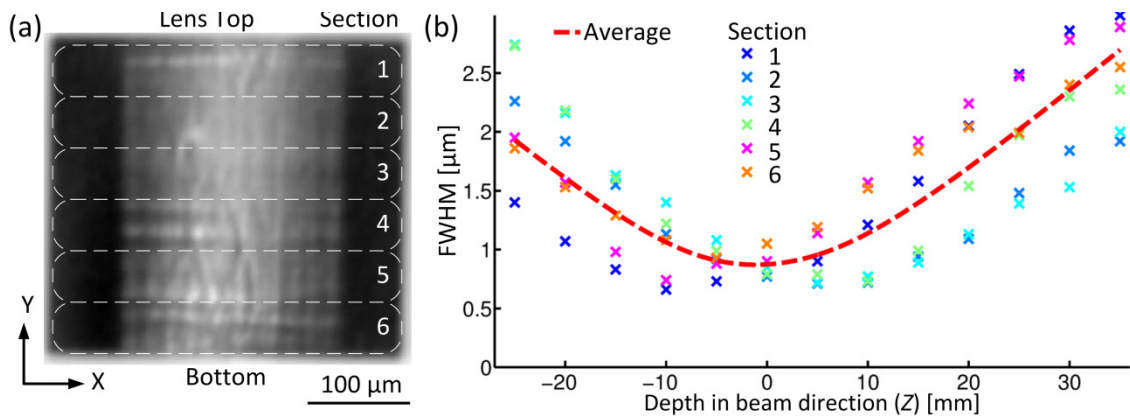 (a)
Lens Top
Section
1
2
3
4
5
6
Y
X
Bottom
100 µm
(b)
Average
Section
1
2
3
4
5
6
FWHM [µm]
2.5
2
1.5
1
0.5
0
−20
−10
0
10
20
30
Depth in beam direction (Z) [mm]